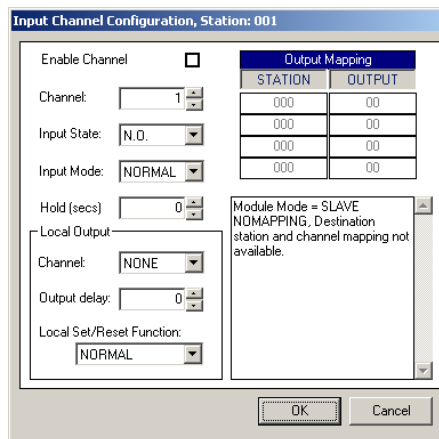 Input Channel Configuration, Station: 001
Enable Channel
Channel: 1
Input State: N.O.
Input Mode: NORMAL
Hold (secs) 0
Local Output
Channel: NONE
Output delay: 0
Local Set/Reset Function:
NORMAL
Output Mapping
STATION OUTPUT
000 00
000 00
000 00
000 00
Module Mode = SLAVE
NOMAPPING, Destination
station and channel mapping not
available.
OK Cancel